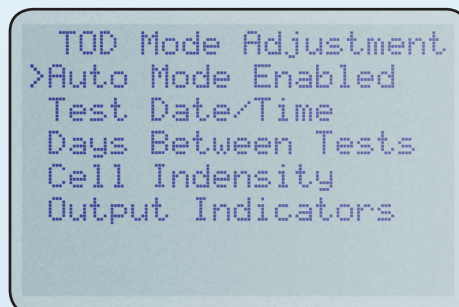 TOD Mode Adjustment
>Auto Mode Enabled
Test Date/Time
Days Between Tests
Cell Indensity
Output Indicators